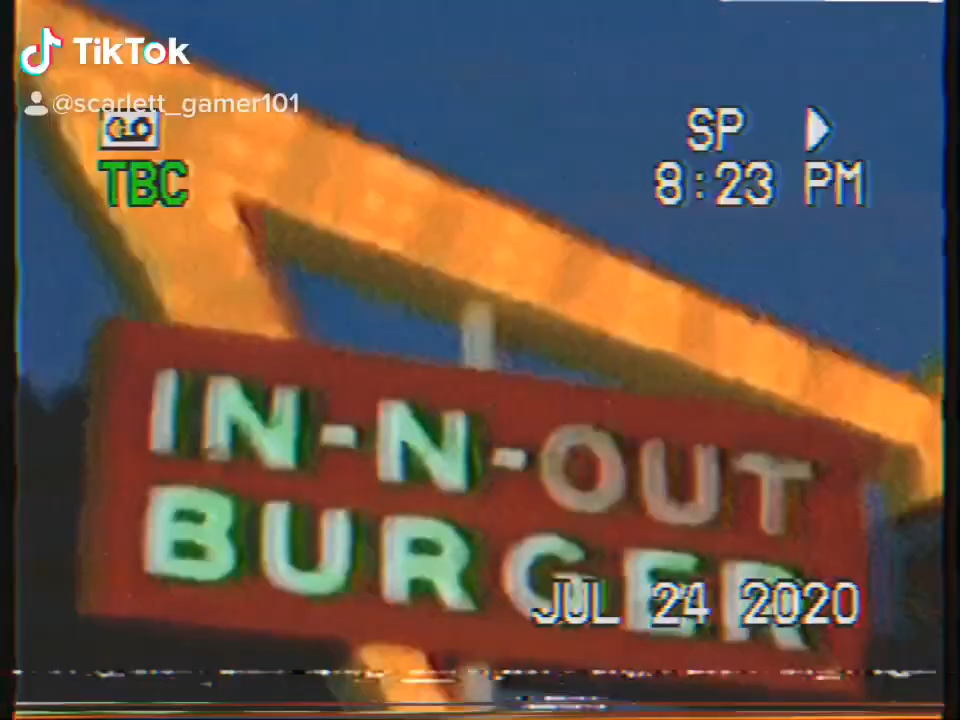 TikTok
@scarlett_gamer101
TBC
SP
8:23 PM
IN-N-OUT
BURGER
JUL 24 2020